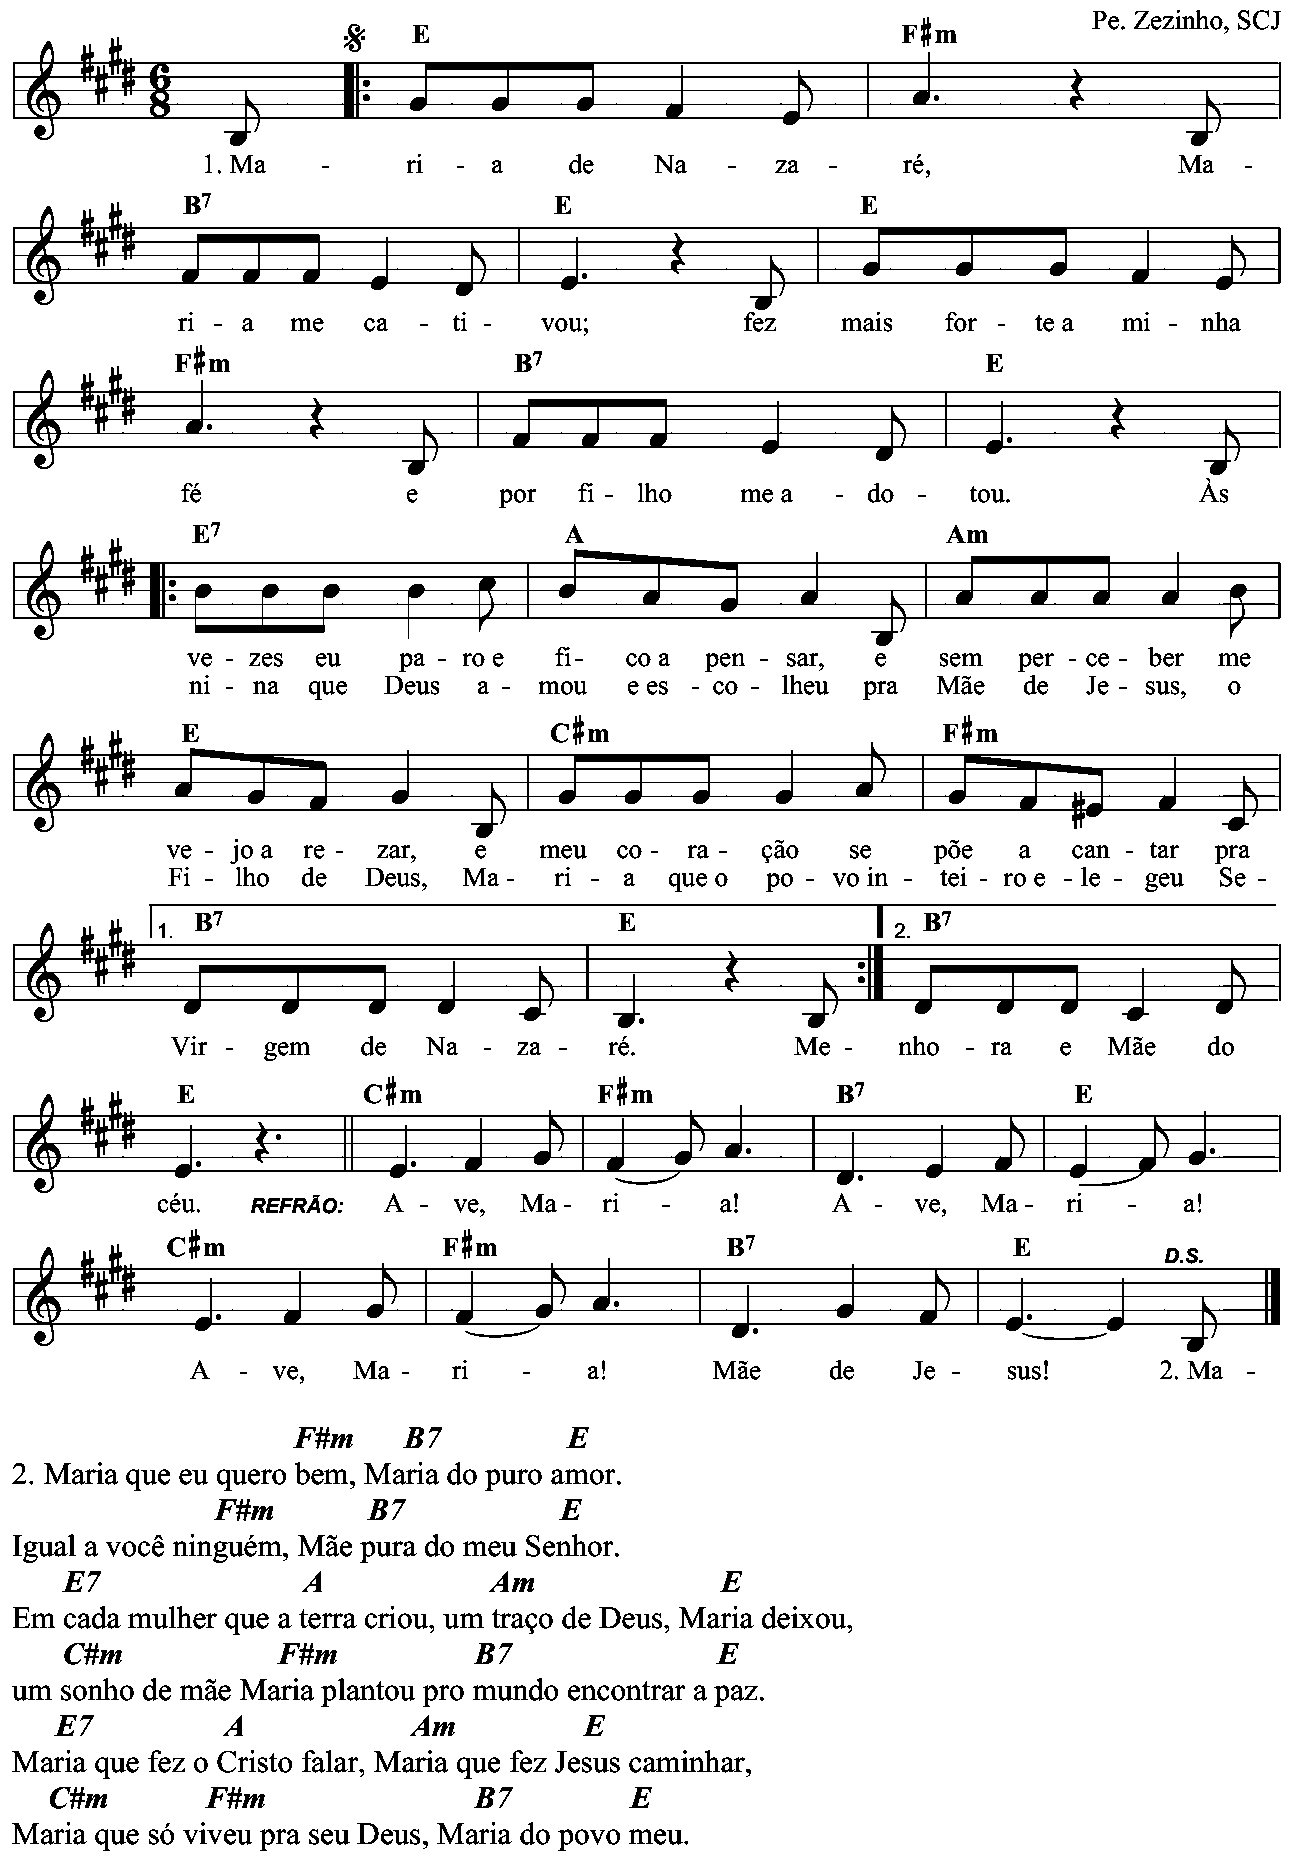 Pe. Zezinho, SCJ
E F#m
6
8
1. Ma - ri - a de Na - za - ré, Ma -
B7 E E
ri - a me ca - ti - vou; fez mais for - te a mi - nha
F#m B7 E
fé e por fi - lho me a - do - tou. Às
E7 A Am
ve - zes eu pa - ro e fi - co a pen - sar, e sem per - ce - ber me
ni - na que Deus a - mou e es - co - lheu pra Mãe de Je - sus, o
E C#m F#m
ve - jo a re - zar, e meu co - ra - ção se põe a can - tar pra
Fi - lho de Deus, Ma - ri - a que o po - vo in - tei - ro e - le - geu Se -
1. B7 E 2. B7
Vir - gem de Na - za - ré. Me - nho - ra e Mãe do
E C#m F#m B7 E
céu. REFRÃO: A - ve, Ma - ri - a! A - ve, Ma - ri - a!
C#m F#m B7 E D.S.
A - ve, Ma - ri - a! Mãe de Je - sus! 2. Ma -
F#m B7 E
2. Maria que eu quero bem, Maria do puro amor.
F#m B7 E
Igual a você ninguém, Mãe pura do meu Senhor.
E7 A Am E
Em cada mulher que a terra criou, um traço de Deus, Maria deixou,
C#m F#m B7 E
um sonho de mãe Maria plantou pro mundo encontrar a paz.
E7 A Am E
Maria que fez o Cristo falar, Maria que fez Jesus caminhar,
C#m F#m B7 E
Maria que só viveu pra seu Deus, Maria do povo meu.